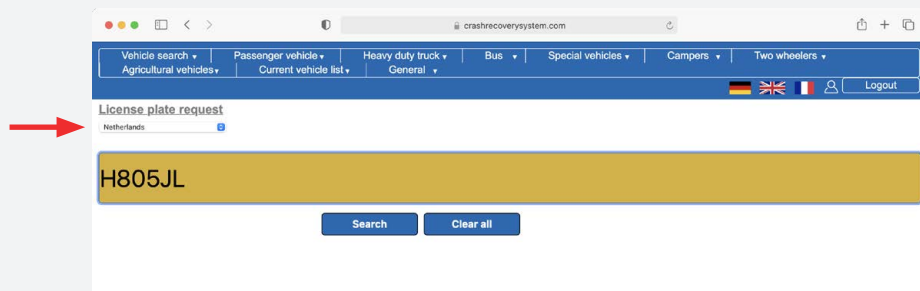 crashrecoverysystem.com
Vehicle search
Passenger vehicle
Heavy duty truck
Bus
Special vehicles
Campers
Two wheelers
Agricultural vehicles
Current vehicle list
General
Logout
License plate request
Netherlands
H805JL
Search
Clear all